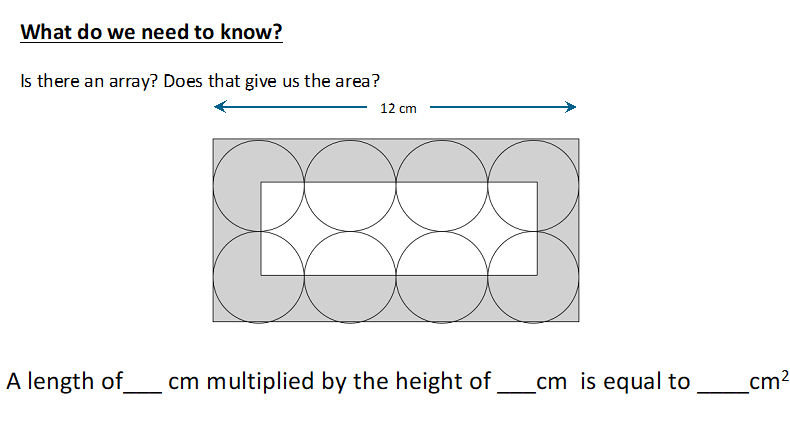 What do we need to know?
Is there an array? Does that give us the area?
12 cm
A length of___ cm multiplied by the height of ___cm is equal to ____cm²